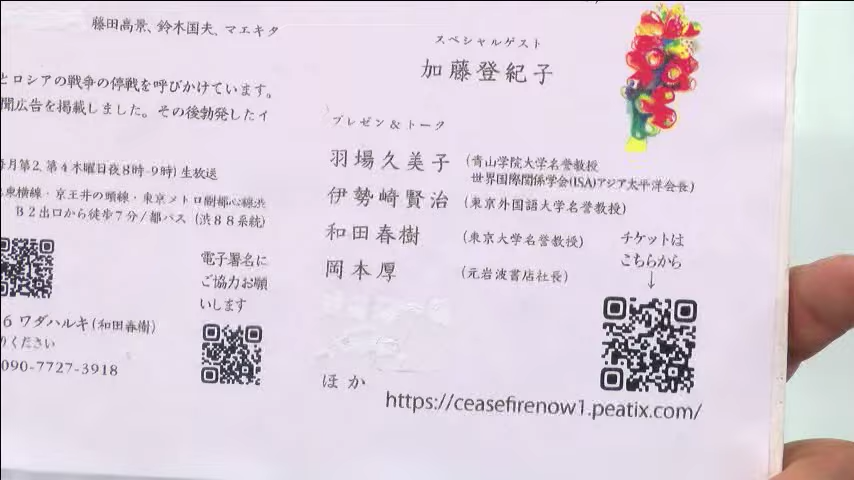 藤田高景、鈴木国夫、マエキタ
とロシアの戦争の停戦を呼びかけています。
聞広告を掲載しました。その後勃発したイ
毎月第2、第4木曜日夜8時-9時) 生放送
東横線・京王井の頭線・東京メトロ副都心線渋
B2出口から徒歩7分/都バス (渋88系統)
電子署名に
ご協力お願
いします
6 ワダハルキ(和田春樹)
りください
090-7727-3918
スペシャルゲスト
加藤登紀子
プレゼン&トーク
羽場久美子 (青山学院大学名誉教授
世界国際関係学会(ISA)アジア太平洋会長)
伊勢﨑賢治 (東京外国語大学名誉教授)
和田春樹 (東京大学名誉教授)
岡本厚 (元岩波書店社長)
ほか
チケットは
こちらから
↓
https://ceasefirenow1.peatix.com/